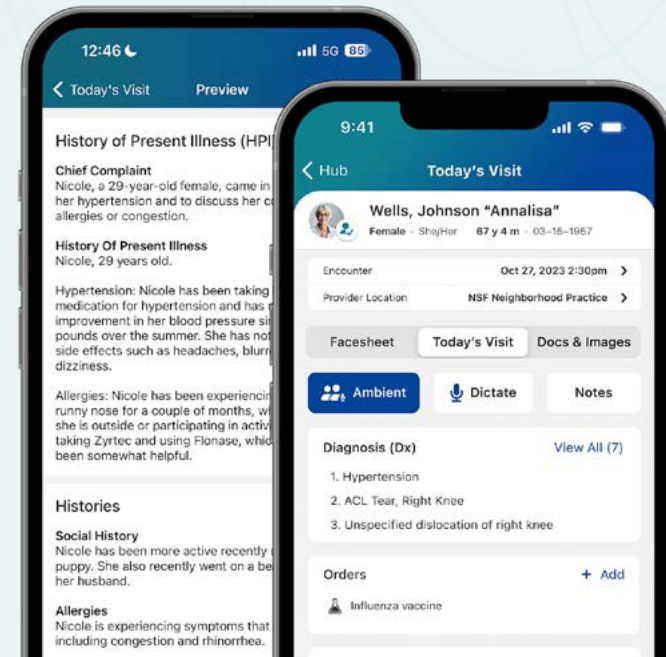 12:46
5G 85
Today's Visit Preview
History of Present Illness (HPI)
Chief Complaint
Nicole, a 29-year-old female, came in
her hypertension and to discuss her
allergies or congestion.
History Of Present Illness
Nicole, 29 years old.
Hypertension: Nicole has been taking
medication for hypertension and has
improvement in her blood pressure
pounds over the summer. She has not
side effects such as headaches,
dizziness.
Allergies: Nicole has been
runny nose for a couple of months,
she is outside or participating in
taking Zyrtec and using Flonase,
been somewhat helpful.
Histories
Social History
Nicole has been more active recently
puppy. She also recently went on a
her husband.
Allergies
Nicole is experiencing symptoms that
including congestion and rhinorrhea.
9:41
Hub Today's Visit
Wells, Johnson "Annalisa"
Female - She/Her 67 y 4 m - 03-15-1957
Encounter Oct 27, 2023 2:30pm
Provider Location NSF Neighborhood Practice
Facesheet Today's Visit Docs & Images
Ambient Dictate Notes
Diagnosis (Dx) View All (7)
1. Hypertension
2. ACL Tear, Right Knee
3. Unspecified dislocation of right knee
Orders + Add
Influenza vaccine